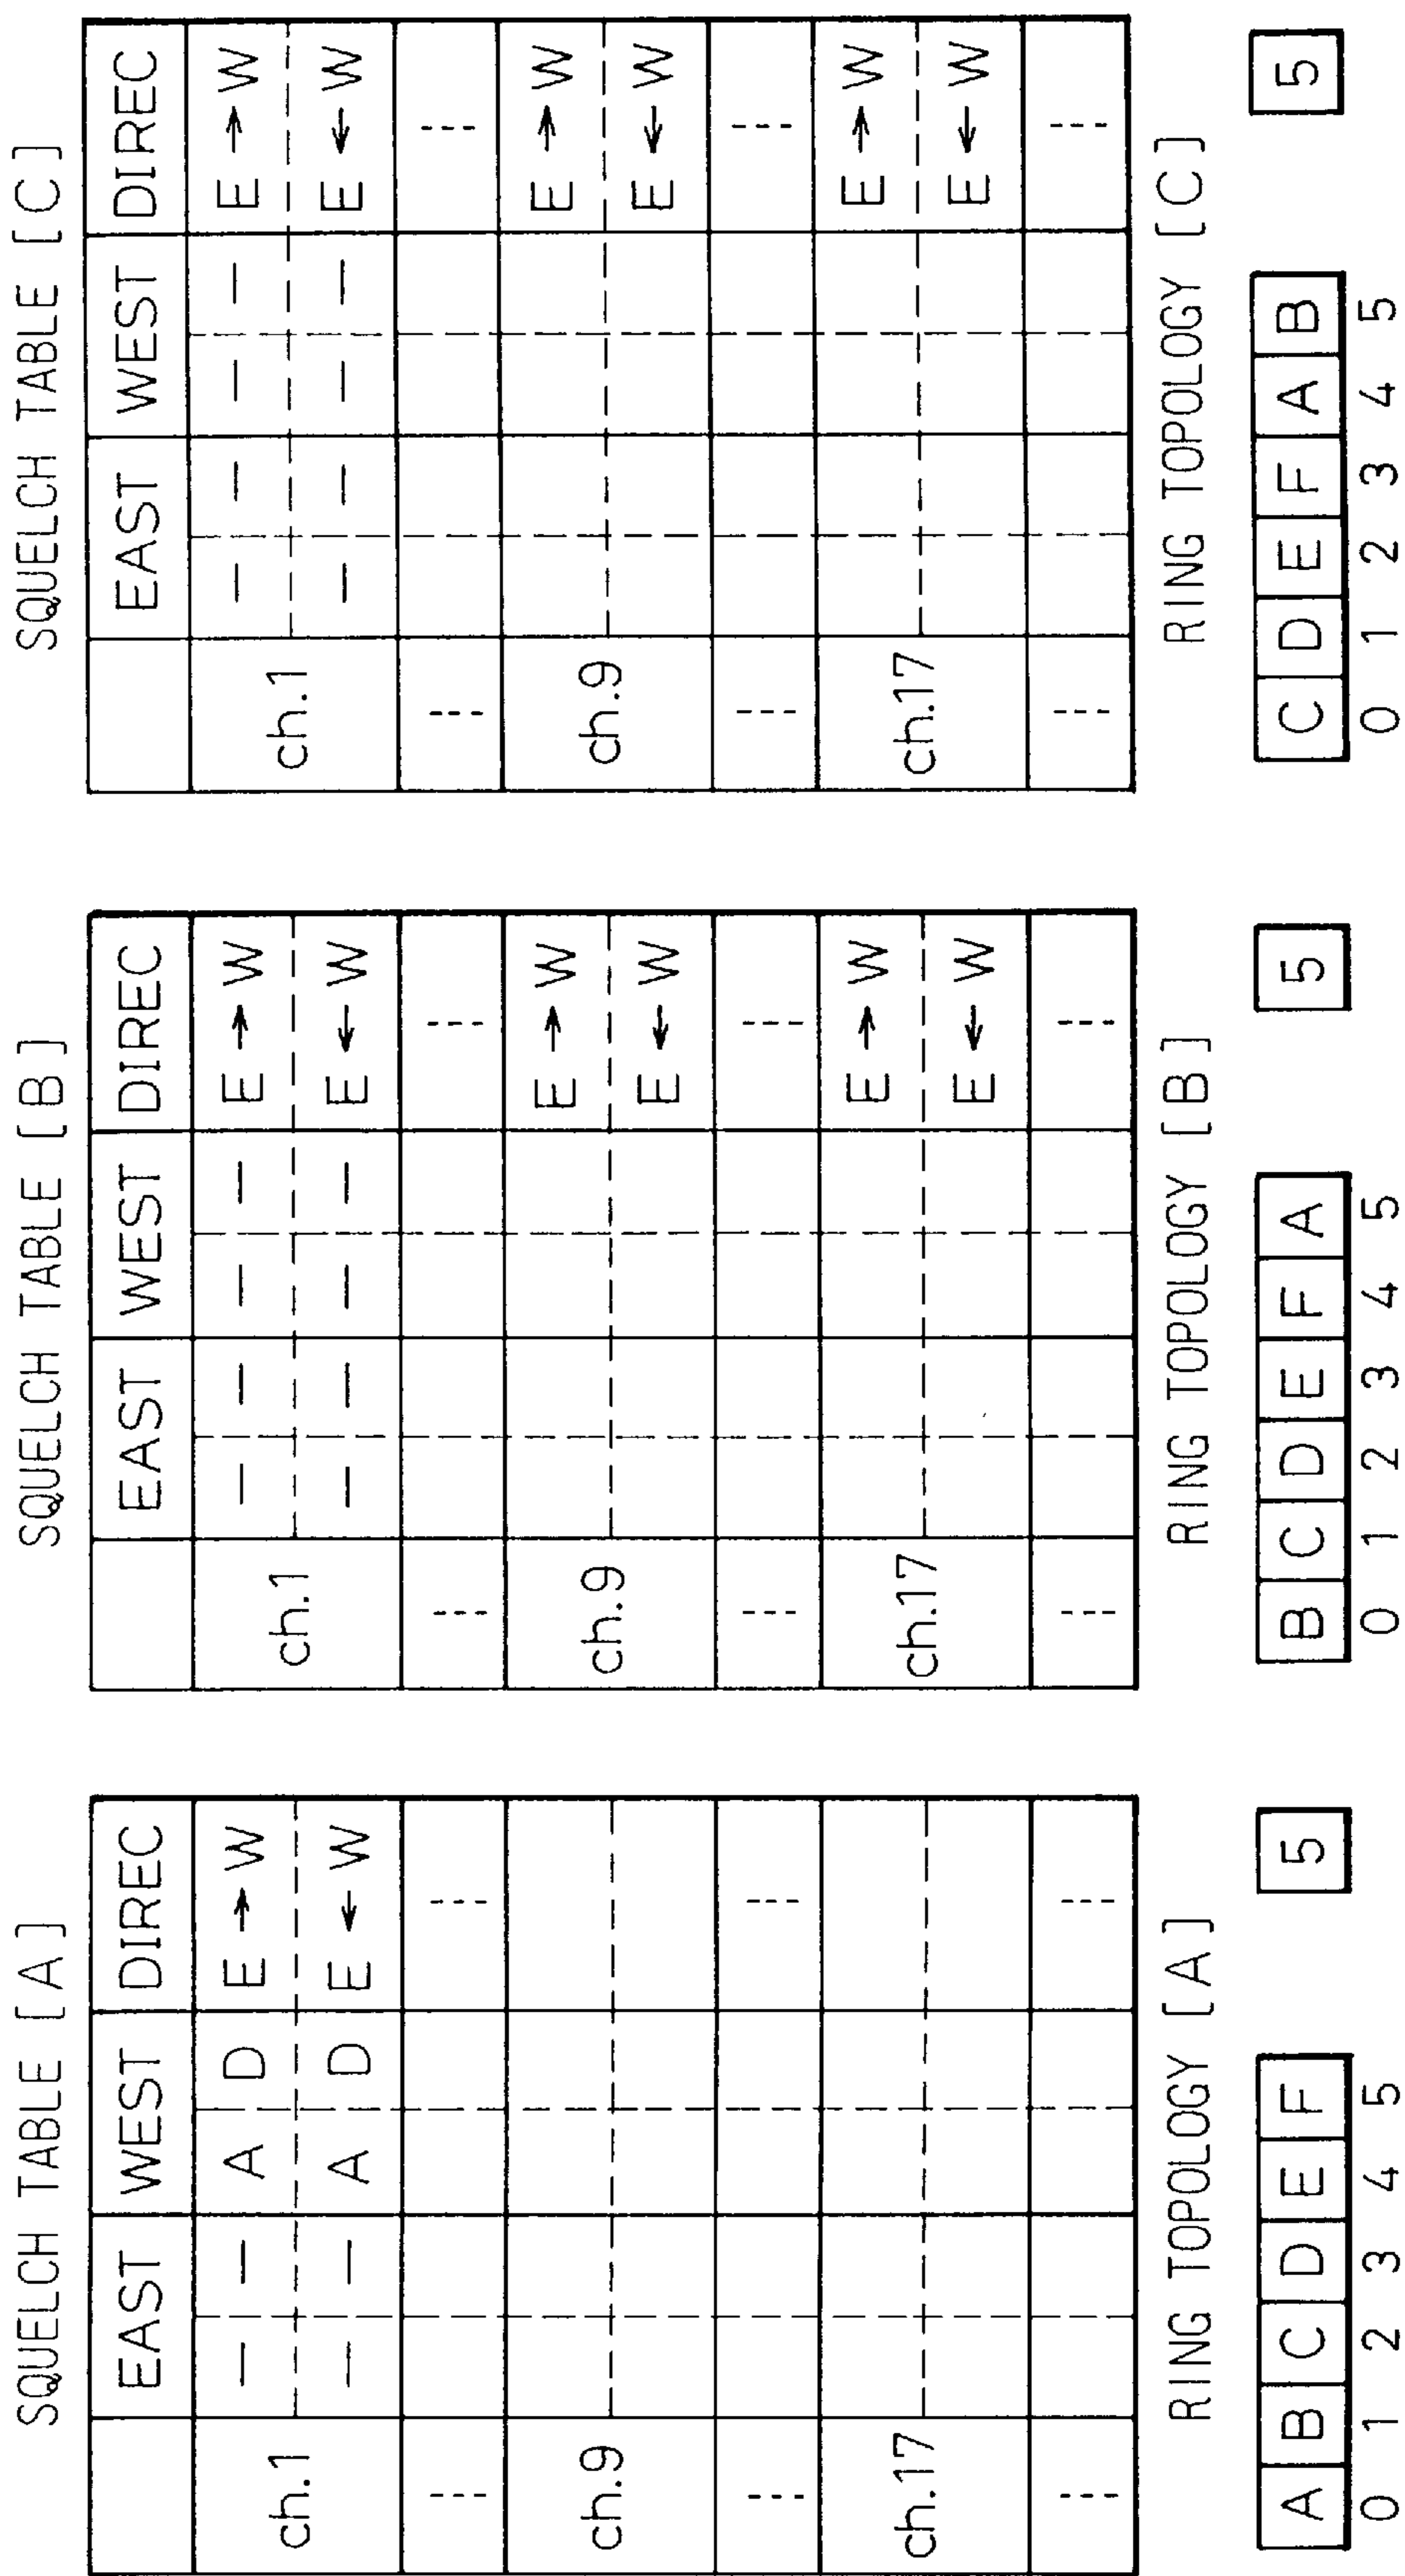 SQUELCH TABLE [A]
EAST WEST DIREC
ch.1 — — A D E → W
— — A D E ← W
--- ---
ch.9
--- ---
ch.17
--- ---
RING TOPOLOGY [A]
A B C D E F 5
0 1 2 3 4 5
SQUELCH TABLE [B]
EAST WEST DIREC
ch.1 — — — — E → W
— — — — E ← W
--- ---
ch.9 E → W
E ← W
--- ---
ch.17 E → W
E ← W
--- ---
RING TOPOLOGY [B]
B C D E F A 5
0 1 2 3 4 5
SQUELCH TABLE [C]
EAST WEST DIREC
ch.1 — — — — E → W
— — — — E ← W
--- ---
ch.9 E → W
E ← W
--- ---
ch.17 E → W
E ← W
--- ---
RING TOPOLOGY [C]
C D E F A B 5
0 1 2 3 4 5